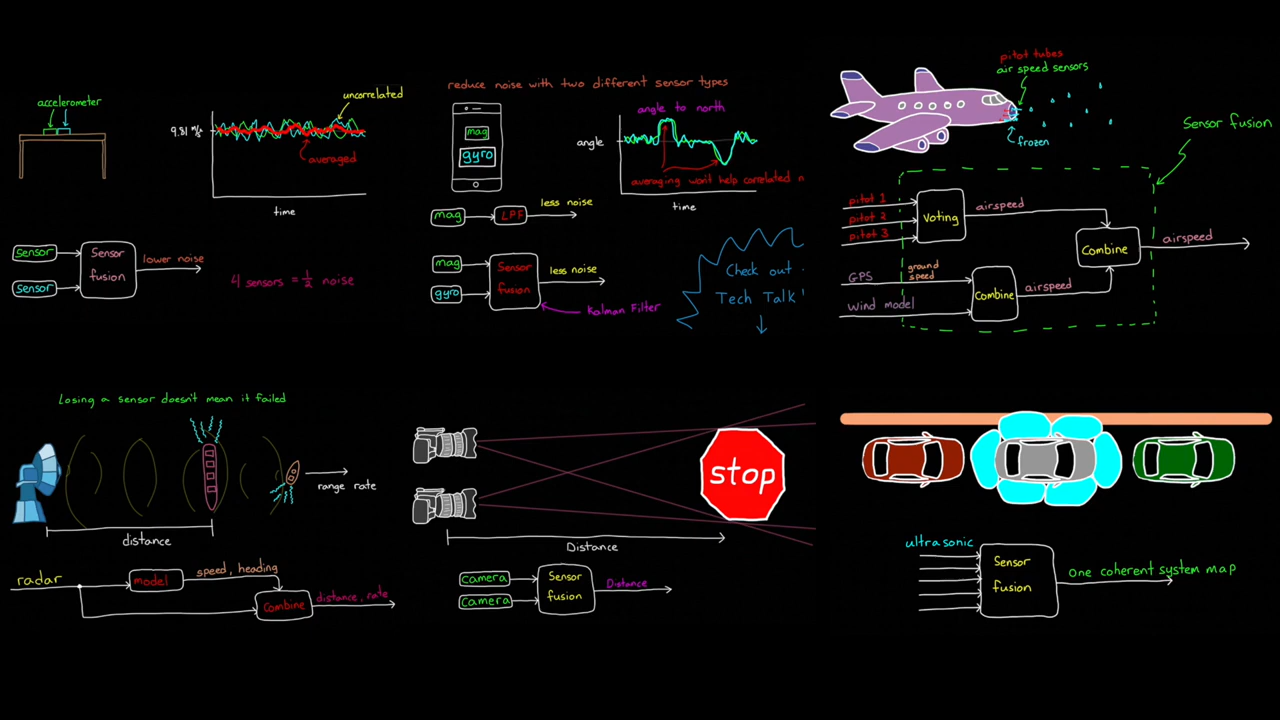 accelerometer
uncorrelated
9.81 m/s²
averaged
time
sensor
sensor
Sensor
fusion
lower noise
4 sensors = 1/2 noise
reduce noise with two different sensor types
mag
gyro
angle to north
angle
averaging won't help correlated n
time
mag
LPF
less noise
mag
gyro
Sensor
fusion
less noise
Kalman Filter
Check out
Tech Talk
pitot tubes
air speed sensors
frozen
Sensor fusion
pitot 1
pitot 2
pitot 3
Voting
airspeed
GPS
ground
speed
Wind model
Combine
airspeed
Combine
airspeed
Losing a sensor doesn't mean it failed
range rate
distance
radar
model
speed, heading
Combine
distance, rate
stop
Distance
camera
camera
Sensor
fusion
Distance
ultrasonic
Sensor
fusion
one coherent system map